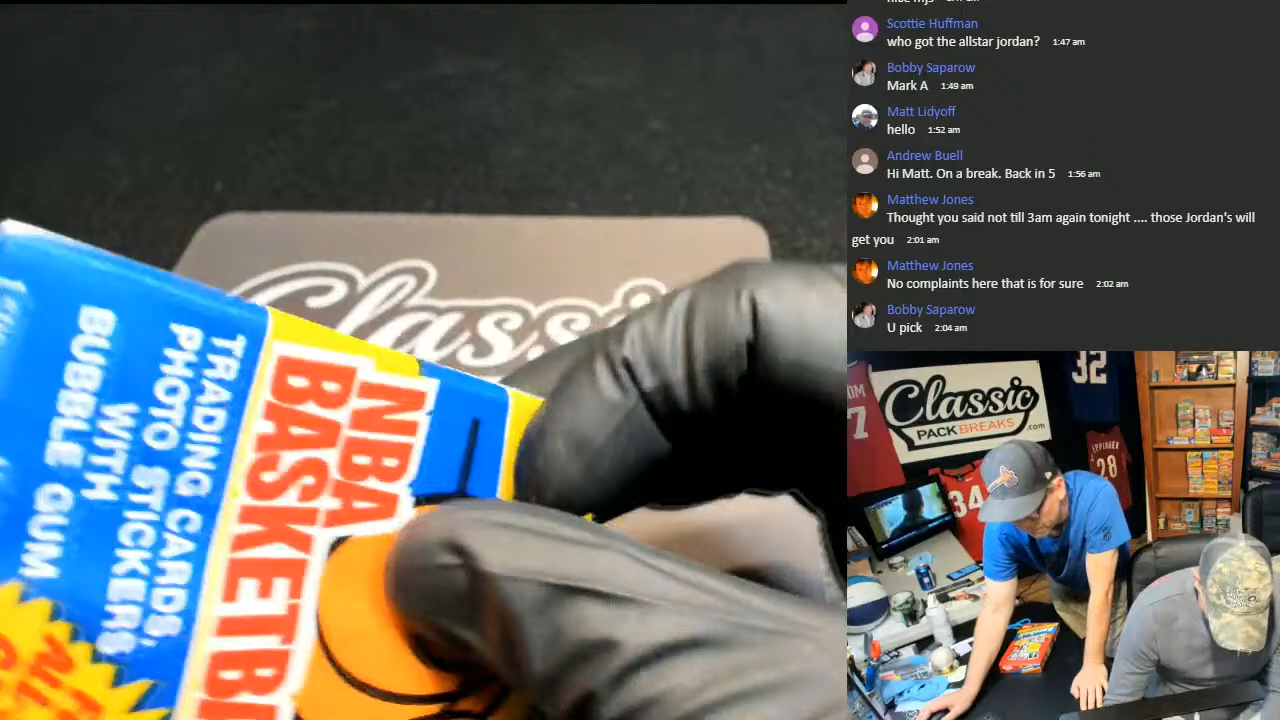 Scottie Huffman
who got the allstar jordan? 1:47 am
Bobby Saparow
Mark A 1:49 am
Matt Lidyoff
hello 1:52 am
Andrew Buell
Hi Matt. On a break. Back in 5 1:56 am
Matthew Jones
Thought you said not till 3am again tonight .... those Jordan's will
get you 2:01 am
Matthew Jones
No complaints here that is for sure 2:02 am
Bobby Saparow
U pick 2:04 am
Classi
NBA
BASKETB
TRADING CARDS,
PHOTO STICKERS
WITH
BUBBLE GUM
Classic
PACKBREAKS
.com
32
7
34
28